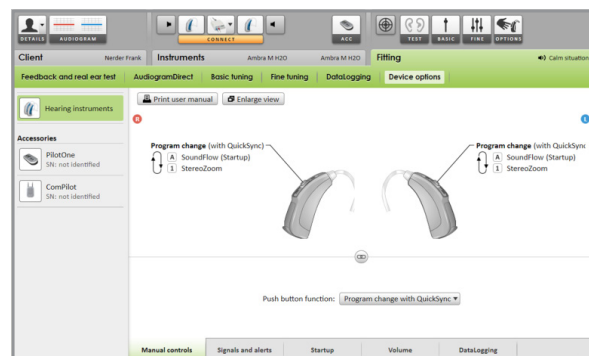 DETAILS AUDIOGRAM CONNECT ACC TEST BASIC FINE OPTIONS
Client Nerder Frank Instruments Ambra M H2O Ambra M H2O Fitting Calm situation
Feedback and real ear test AudiogramDirect Basic tuning Fine tuning DataLogging Device options
Hearing instruments
Print user manual Enlarge view
R L
Accessories
PilotOne
SN: not identified
ComPilot
SN: not identified
Program change (with QuickSync)
A SoundFlow (Startup)
1 StereoZoom
Program change (with QuickSync
A SoundFlow (Startup)
1 StereoZoom
Push button function: Program change with QuickSync
Manual controls Signals and alerts Startup Volume DataLogging